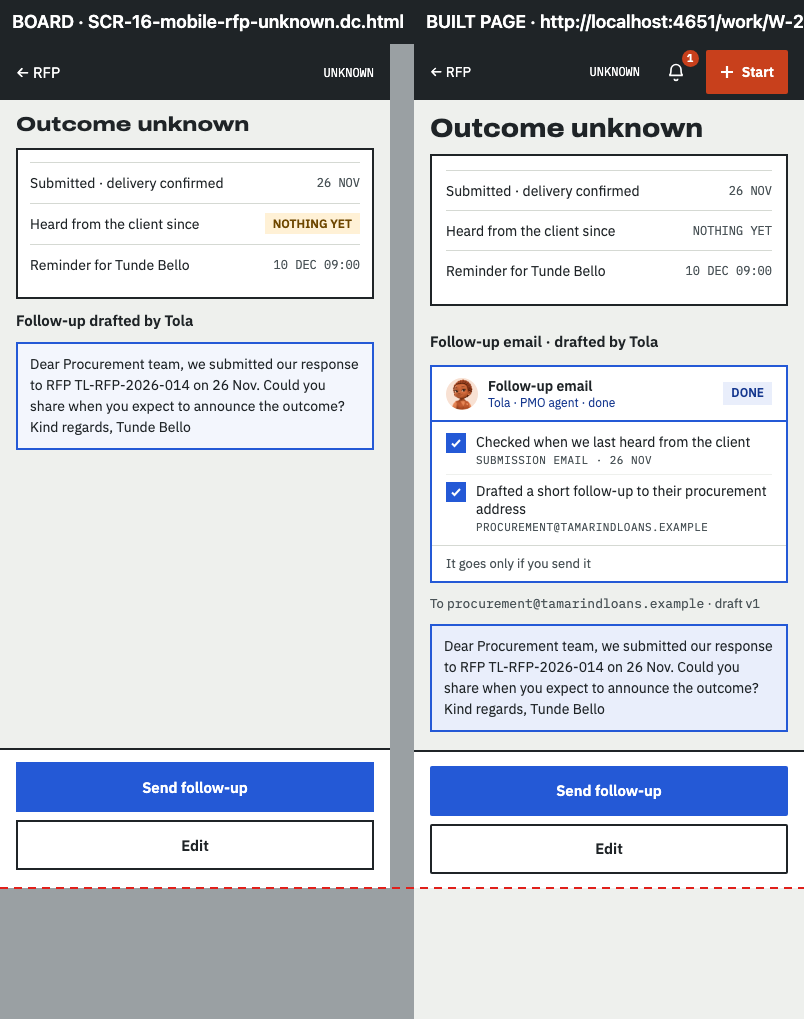 BOARD · SCR-16-mobile-rfp-unknown.dc.html
← RFP
UNKNOWN
Outcome unknown
Submitted · delivery confirmed
26 NOV
Heard from the client since
NOTHING YET
Reminder for Tunde Bello
10 DEC 09:00
Follow-up drafted by Tola
Dear Procurement team, we submitted our response
to RFP TL-RFP-2026-014 on 26 Nov. Could you
share when you expect to announce the outcome?
Kind regards, Tunde Bello
Send follow-up
Edit
BUILT PAGE · http://localhost:4651/work/W-2
← RFP
UNKNOWN
1
+ Start
Outcome unknown
Submitted · delivery confirmed
26 NOV
Heard from the client since
NOTHING YET
Reminder for Tunde Bello
10 DEC 09:00
Follow-up email · drafted by Tola
Follow-up email
Tola · PMO agent · done
DONE
Checked when we last heard from the client
SUBMISSION EMAIL · 26 NOV
Drafted a short follow-up to their procurement
address
PROCUREMENT@TAMARINDLOANS.EXAMPLE
It goes only if you send it
To procurement@tamarindloans.example · draft v1
Dear Procurement team, we submitted our response
to RFP TL-RFP-2026-014 on 26 Nov. Could you
share when you expect to announce the outcome?
Kind regards, Tunde Bello
Send follow-up
Edit